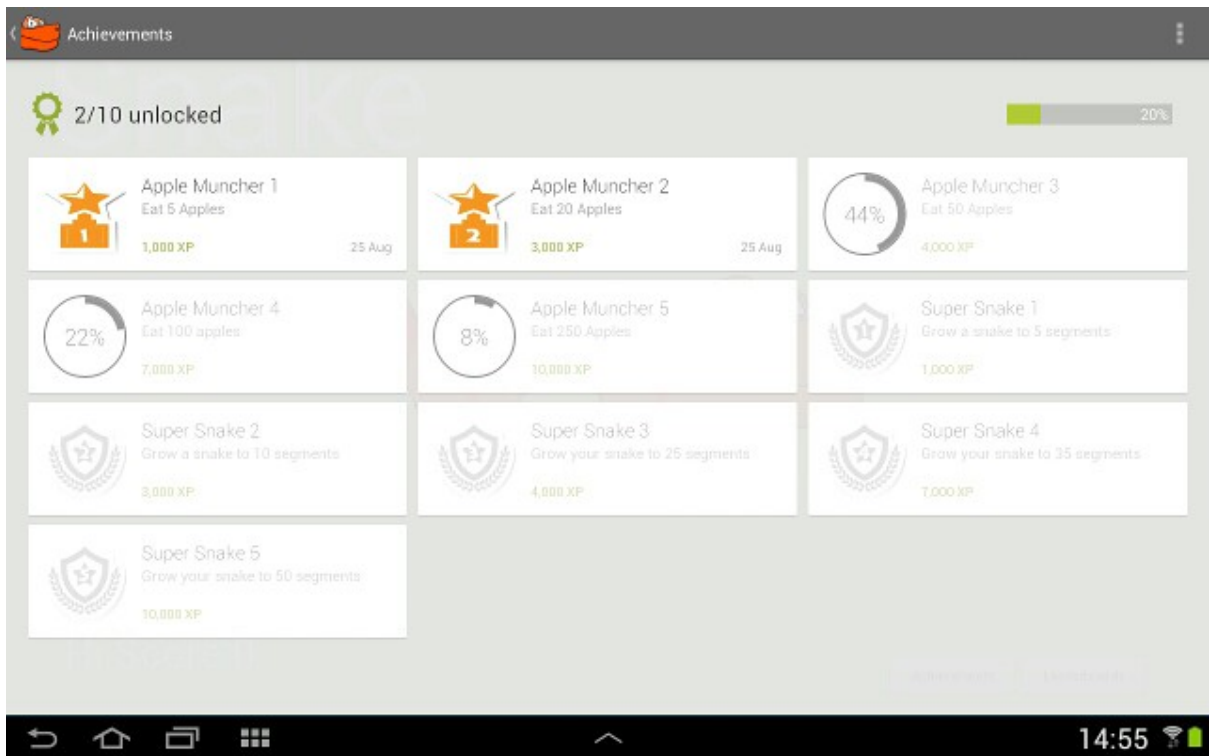 Achievements
2/10 unlocked
20%
Apple Muncher 1
Eat 5 Apples
1,000 XP
25 Aug
1
Apple Muncher 2
Eat 20 Apples
3,000 XP
25 Aug
2
Apple Muncher 3
Eat 50 Apples
4,000 XP
44%
Apple Muncher 4
Eat 100 apples
7,000 XP
22%
Apple Muncher 5
Eat 250 Apples
10,000 XP
8%
Super Snake 1
Grow a snake to 5 segments
1,000 XP
Super Snake 2
Grow a snake to 10 segments
3,000 XP
Super Snake 3
Grow your snake to 25 segments
4,000 XP
Super Snake 4
Grow your snake to 35 segments
7,000 XP
Super Snake 5
Grow your snake to 50 segments
10,000 XP
14:55